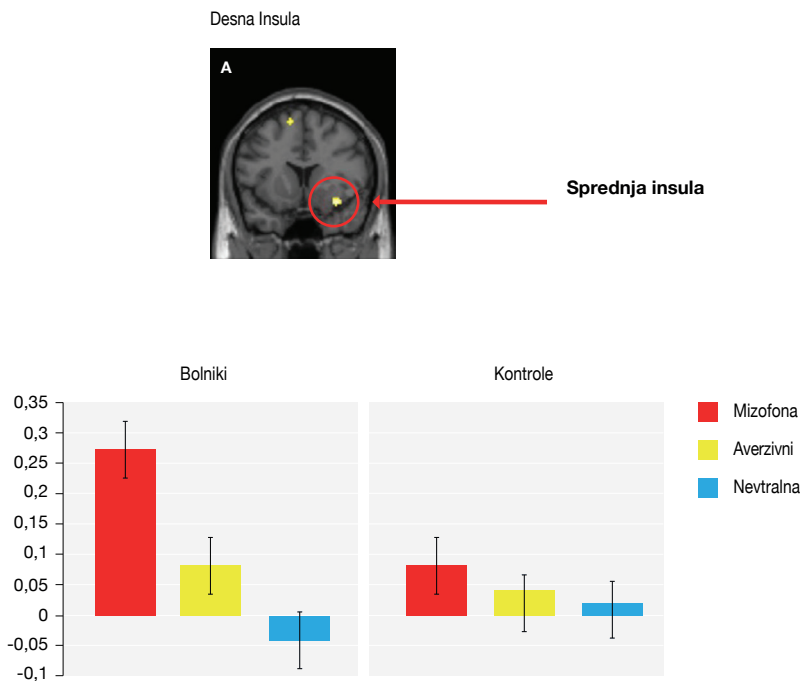 Desna Insula
A
Sprednja insula
Bolniki
Kontrole
0,35
0,3
0,25
0,2
0,15
0,1
0,05
0
-0,05
-0,1
Mizofona
Averzivni
Nevtralna